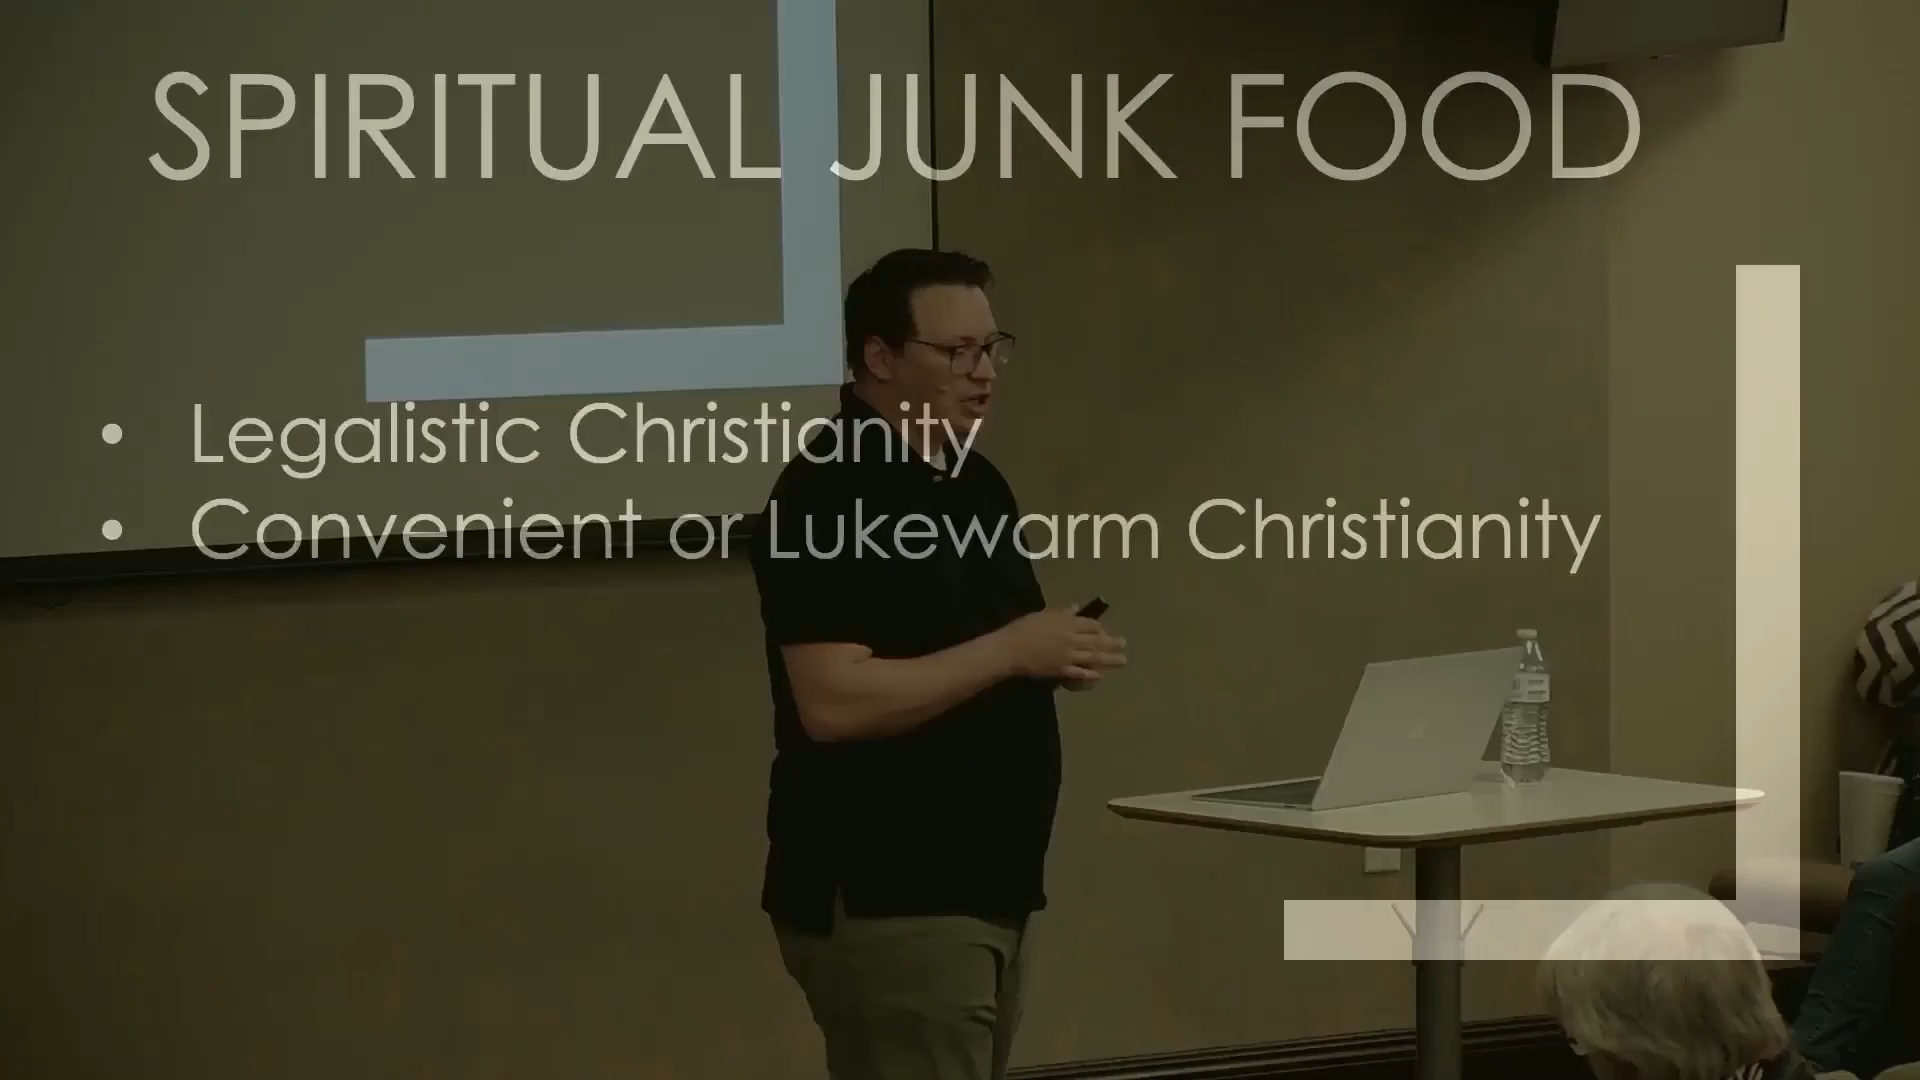 SPIRITUAL JUNK FOOD
• Legalistic Christianity
• Convenient or Lukewarm Christianity